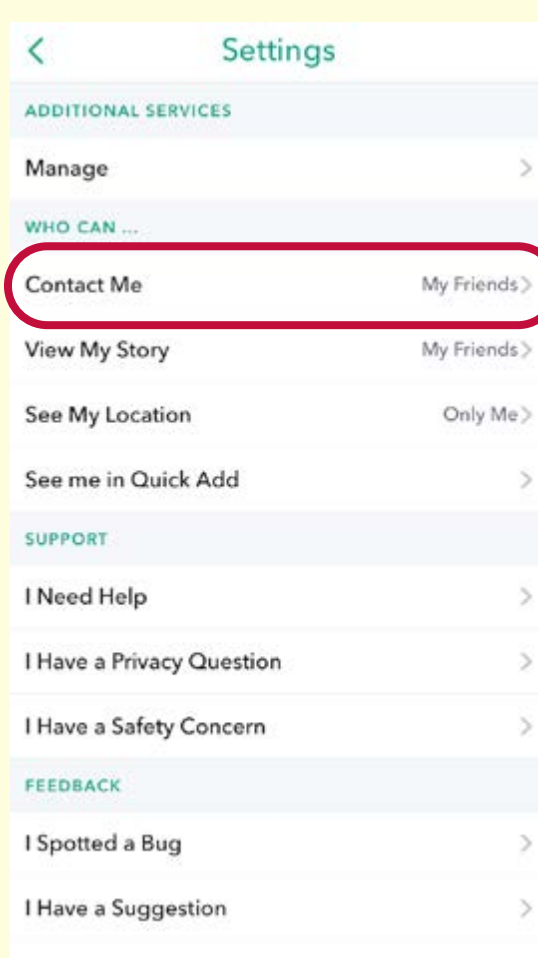 Settings
ADDITIONAL SERVICES
Manage
WHO CAN ...
Contact Me My Friends
View My Story My Friends
See My Location Only Me
See me in Quick Add
SUPPORT
I Need Help
I Have a Privacy Question
I Have a Safety Concern
FEEDBACK
I Spotted a Bug
I Have a Suggestion